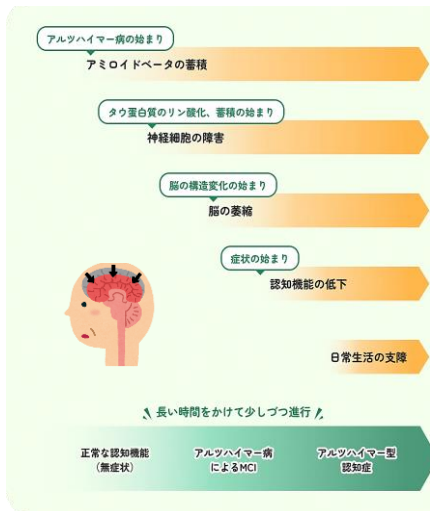 アルツハイマー病の始まり
アミロイドベータの蓄積
タウ蛋白質のリン酸化、蓄積の始まり
神経細胞の障害
脳の構造変化の始まり
脳の萎縮
症状の始まり
認知機能の低下
日常生活の支障
長い時間をかけて少しづつ進行
正常な認知機能
（無症状）
アルツハイマー病
によるMCI
アルツハイマー型
認知症